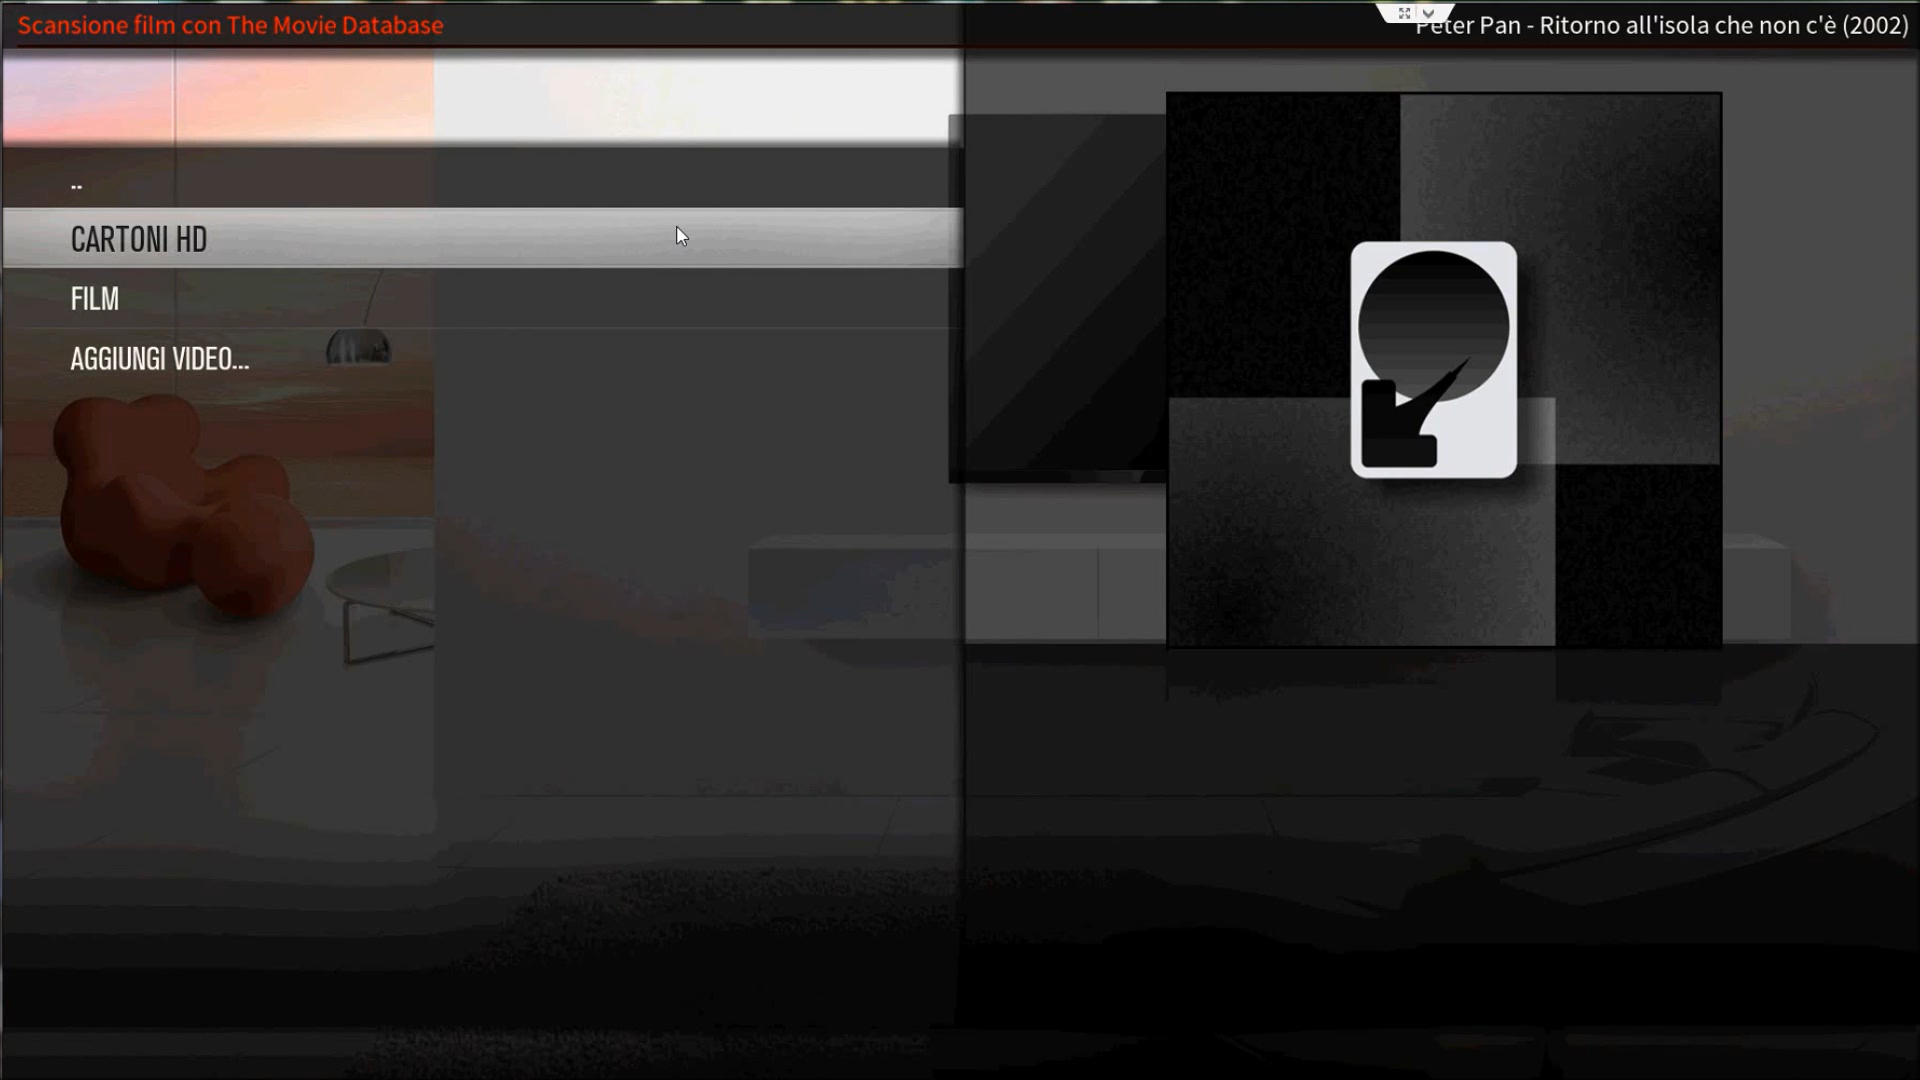 Scansione film con The Movie Database
Peter Pan - Ritorno all'isola che non c'è (2002)
..
CARTONI HD
FILM
AGGIUNGI VIDEO...